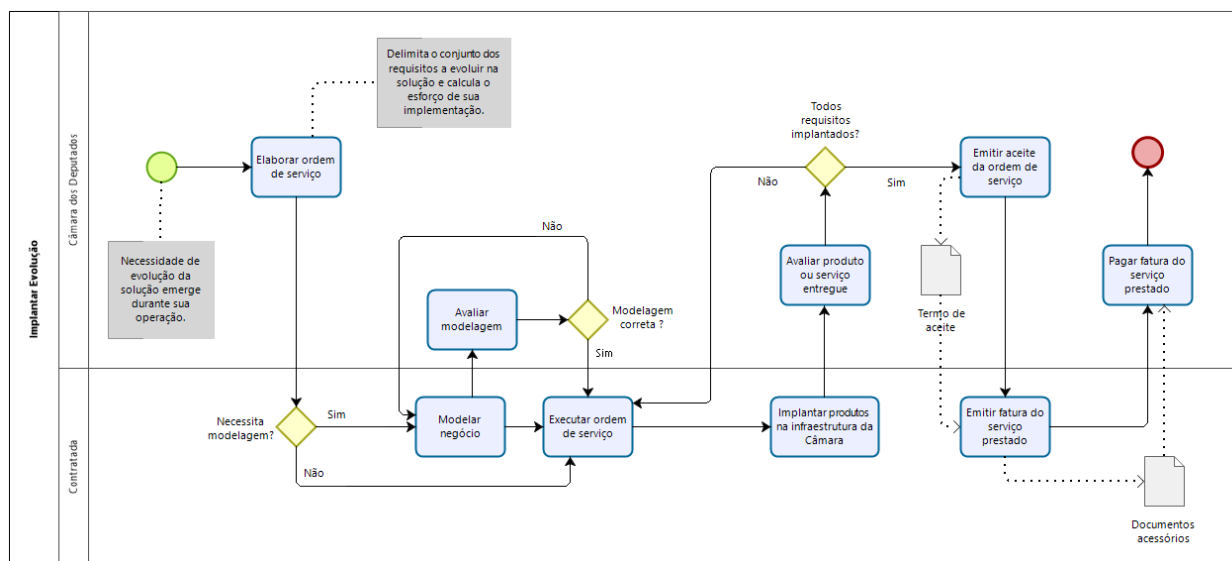 Implantar Evolução
Câmara dos Deputados
Contratada
Delimita o conjunto dos
requisitos a evoluir na
solução e calcula o
esforço de sua
implementação.
Elaborar ordem
de serviço
Necessidade de
evolução da
solução emerge
durante sua
operação.
Não
Avaliar
modelagem
Modelagem
correta ?
Sim
Todos
requisitos
implantados?
Não
Sim
Avaliar produto
ou serviço
entregue
Emitir aceite
da ordem de
serviço
Termo de
aceite
Pagar fatura do
serviço
prestado
Necessita
modelagem?
Sim
Não
Modelar
negócio
Executar ordem
de serviço
Implantar produtos
na infraestrutura da
Câmara
Emitir fatura do
serviço
prestado
Documentos
acessórios